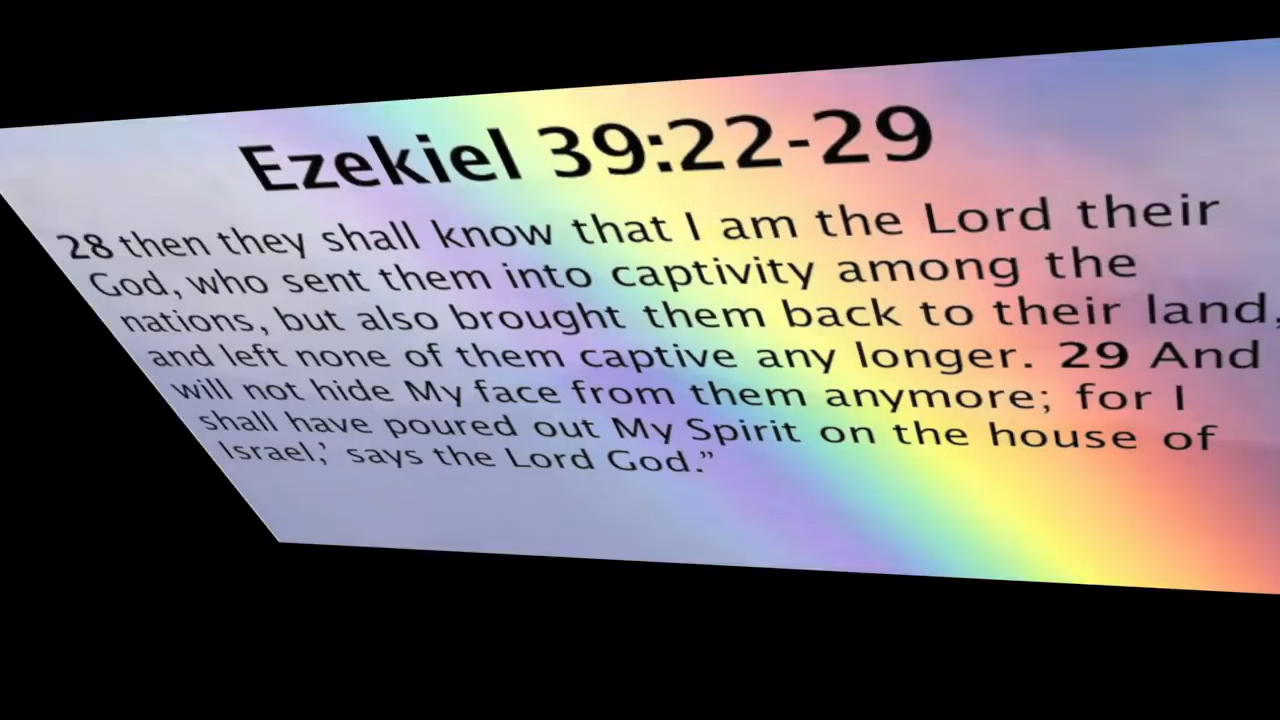 Ezekiel 39:22-29
28 then they shall know that I am the Lord their
God, who sent them into captivity among the
nations, but also brought them back to their land,
and left none of them captive any longer. 29 And
will not hide My face from them anymore; for I
shall have poured out My Spirit on the house of
Israel,’ says the Lord God.”